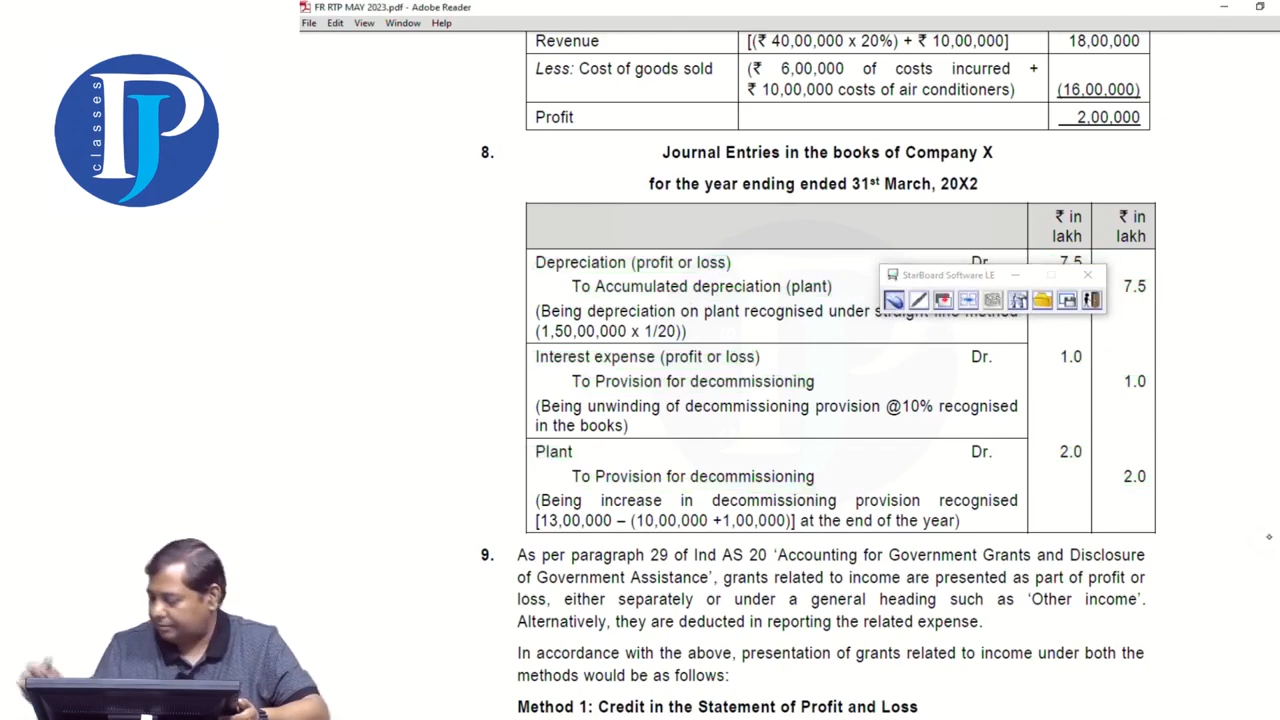 FR RTP MAY 2023.pdf - Adobe Reader
File Edit View Window Help
classes
PJ
Revenue [(₹ 40,00,000 x 20%) + ₹ 10,00,000] 18,00,000
Less: Cost of goods sold (₹ 6,00,000 of costs incurred +
₹ 10,00,000 costs of air conditioners) (16,00,000)
Profit 2,00,000
8. Journal Entries in the books of Company X
for the year ending ended 31st March, 20X2
₹ in ₹ in
lakh lakh
Depreciation (profit or loss) Dr. 7.5
StarBoard Software LE
To Accumulated depreciation (plant) 7.5
(Being depreciation on plant recognised under straight line method
(1,50,00,000 x 1/20))
Interest expense (profit or loss) Dr. 1.0
To Provision for decommissioning 1.0
(Being unwinding of decommissioning provision @10% recognised
in the books)
Plant Dr. 2.0
To Provision for decommissioning 2.0
(Being increase in decommissioning provision recognised
[13,00,000 – (10,00,000 +1,00,000)] at the end of the year)
9. As per paragraph 29 of Ind AS 20 ‘Accounting for Government Grants and Disclosure
of Government Assistance’, grants related to income are presented as part of profit or
loss, either separately or under a general heading such as ‘Other income’.
Alternatively, they are deducted in reporting the related expense.
In accordance with the above, presentation of grants related to income under both the
methods would be as follows:
Method 1: Credit in the Statement of Profit and Loss